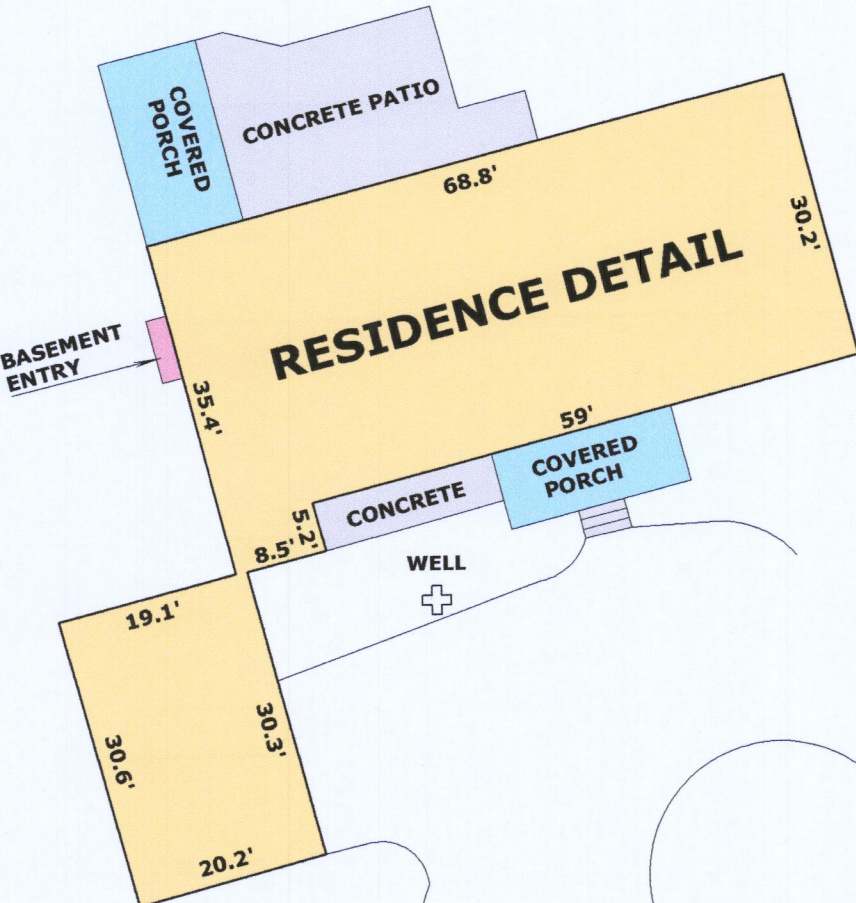 COVERED
PORCH
CONCRETE PATIO
68.8'
30.2'
RESIDENCE DETAIL
BASEMENT
ENTRY
35.4'
59'
COVERED
PORCH
CONCRETE
5.2'
8.5'
WELL
19.1'
30.3'
30.6'
20.2'